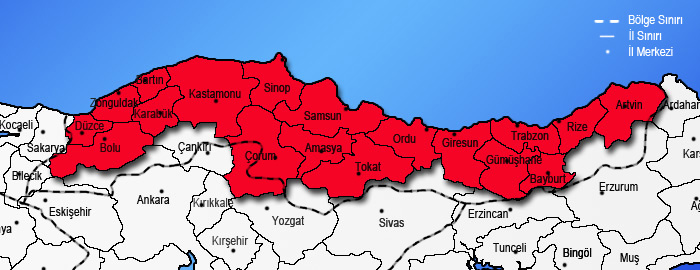 Bölge Sınırı
İl Sınırı
İl Merkezi
Bartın
Zonguldak
Kastamonu
Sinop
Karabük
Samsun
Artvin
Ardahan
Kocaeli
Düzce
Sakarya
Bolu
Çankırı
Çorum
Amasya
Ordu
Giresun
Trabzon
Rize
Tokat
Gümüşhane
Bayburt
Bilecik
Eskişehir
Ankara
Kırıkkale
Yozgat
Sivas
Erzincan
Erzurum
Kırşehir
Tunceli
Bingöl
Muş